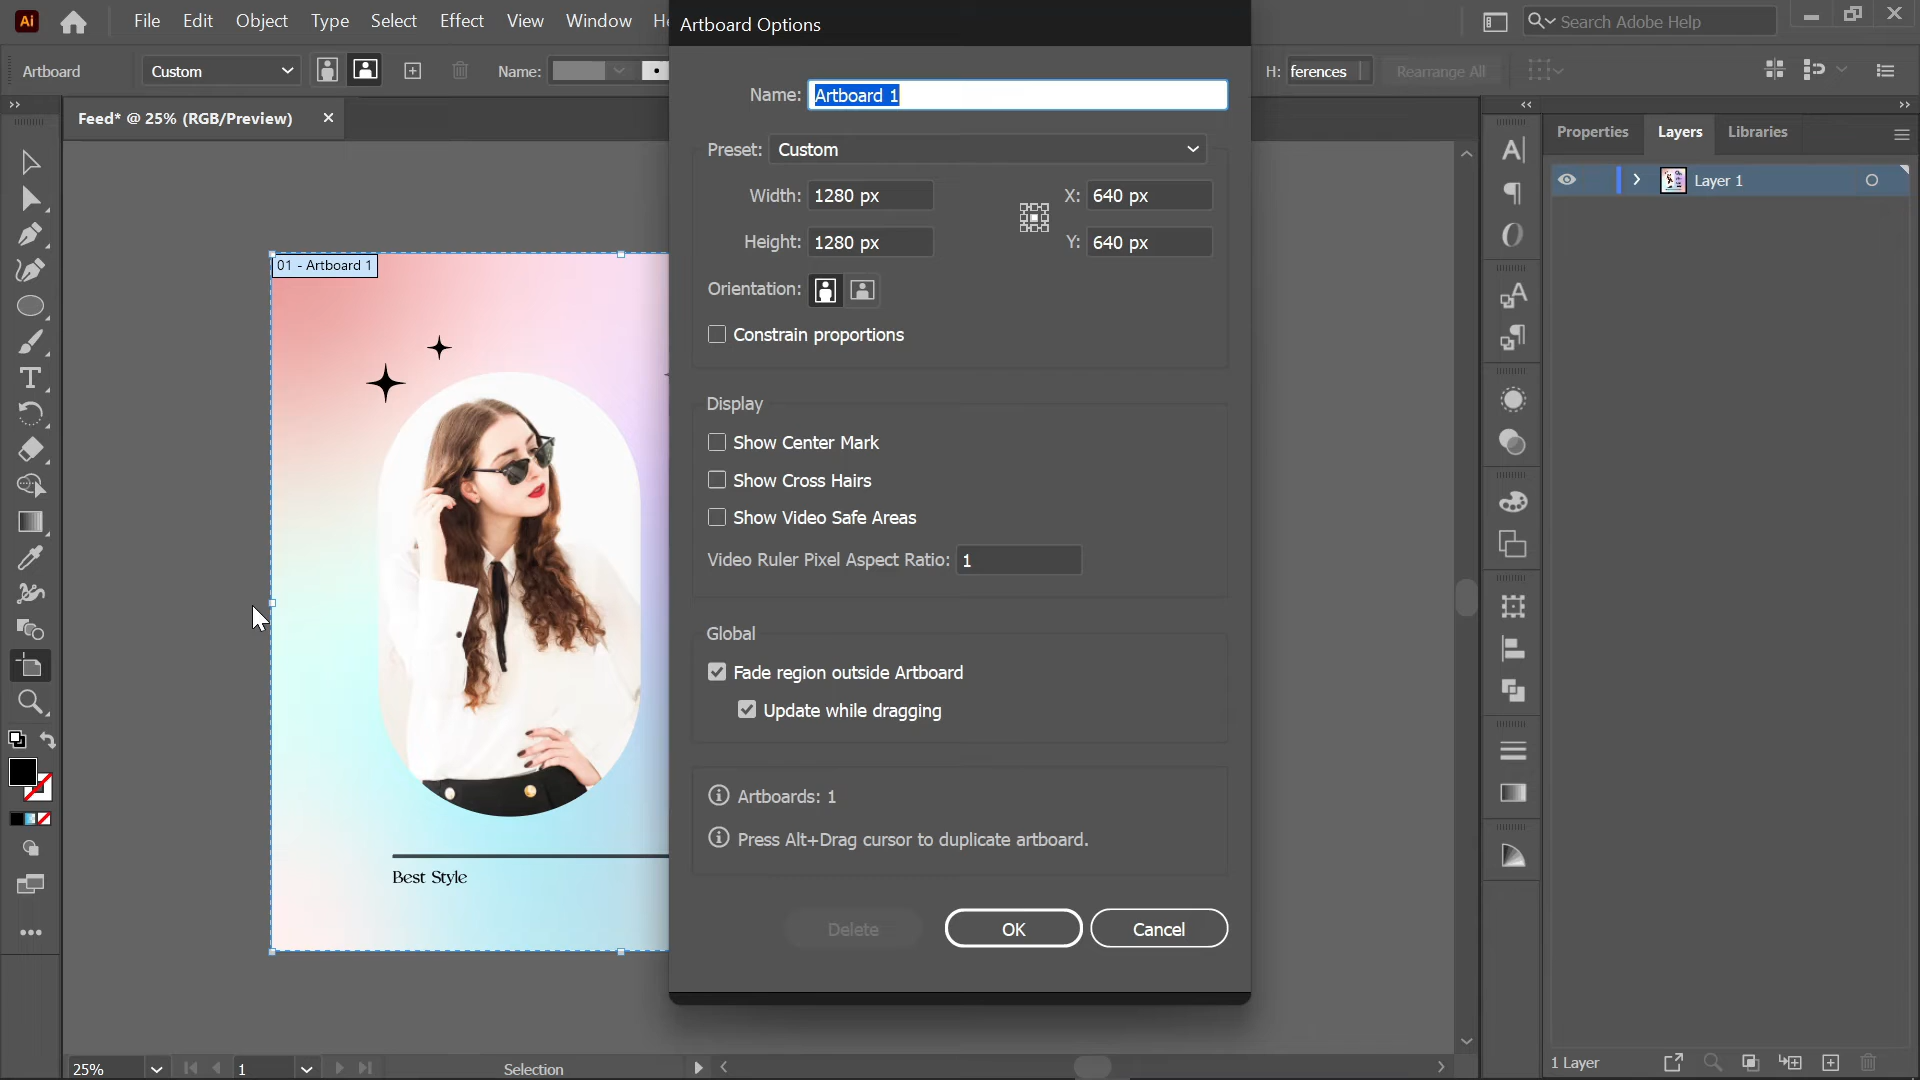 Ai File Edit Object Type Select Effect View Window Search Adobe Help
Artboard Custom Name: H: ferences Rearrange All
Artboard Options
Feed* @ 25% (RGB/Preview)
Name: Artboard 1
Preset: Custom
Width: 1280 px X: 640 px
Height: 1280 px Y: 640 px
Orientation:
Constrain proportions
Display
Show Center Mark
Show Cross Hairs
Show Video Safe Areas
Video Ruler Pixel Aspect Ratio: 1
Global
Fade region outside Artboard
Update while dragging
Artboards: 1
Press Alt+Drag cursor to duplicate artboard.
Delete OK Cancel
01 - Artboard 1
Best Style
Properties Layers Libraries
Layer 1
1 Layer
25% 1 Selection